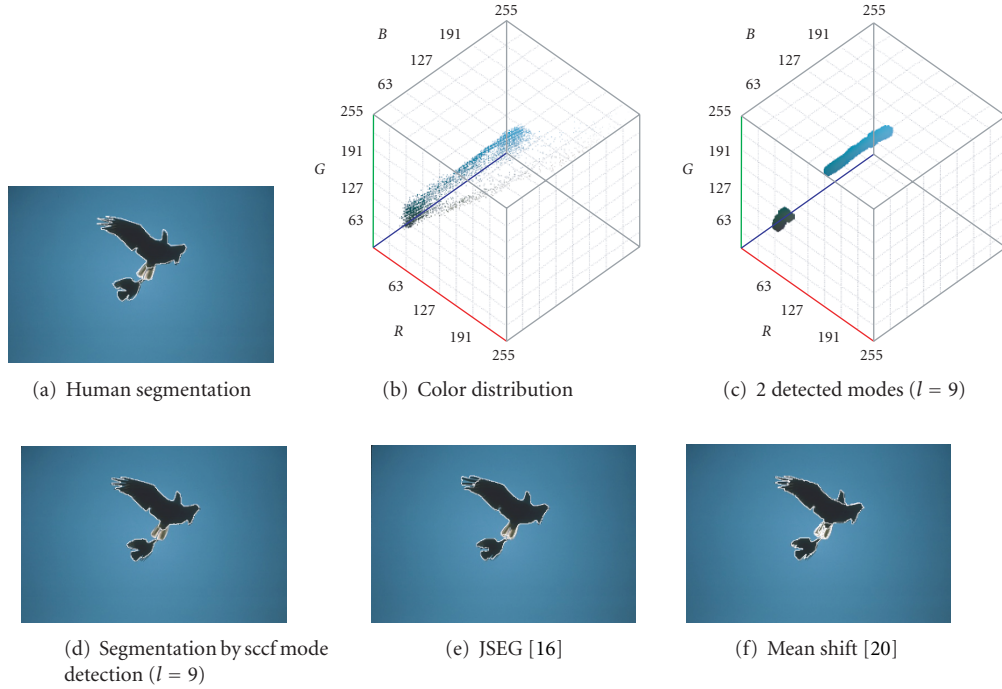 255
B
191
127
63
255
191
G
127
63
63
127
R
191
255
255
B
191
127
63
255
191
G
127
63
63
127
R
191
255
(a) Human segmentation
(b) Color distribution
(c) 2 detected modes (l = 9)
(d) Segmentation by sccf mode
detection (l = 9)
(e) JSEG [16]
(f) Mean shift [20]